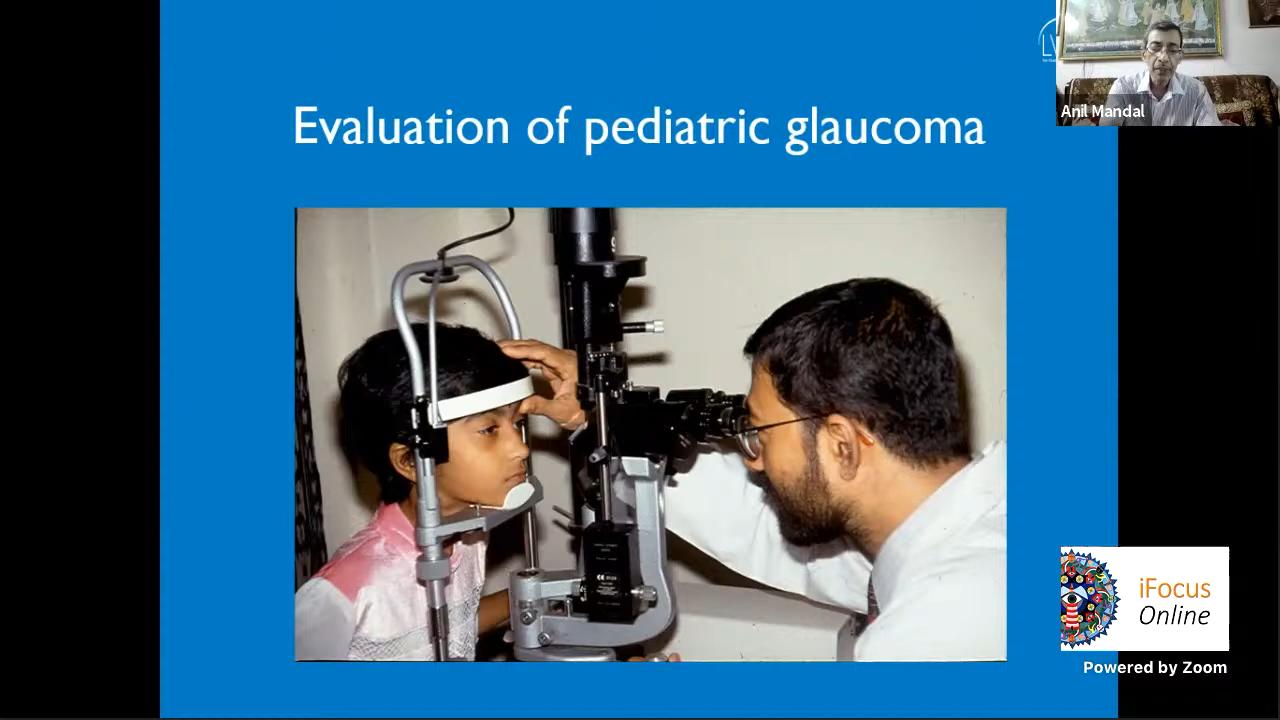 Evaluation of pediatric glaucoma
Anil Mandal
iFocus
Online
Powered by Zoom